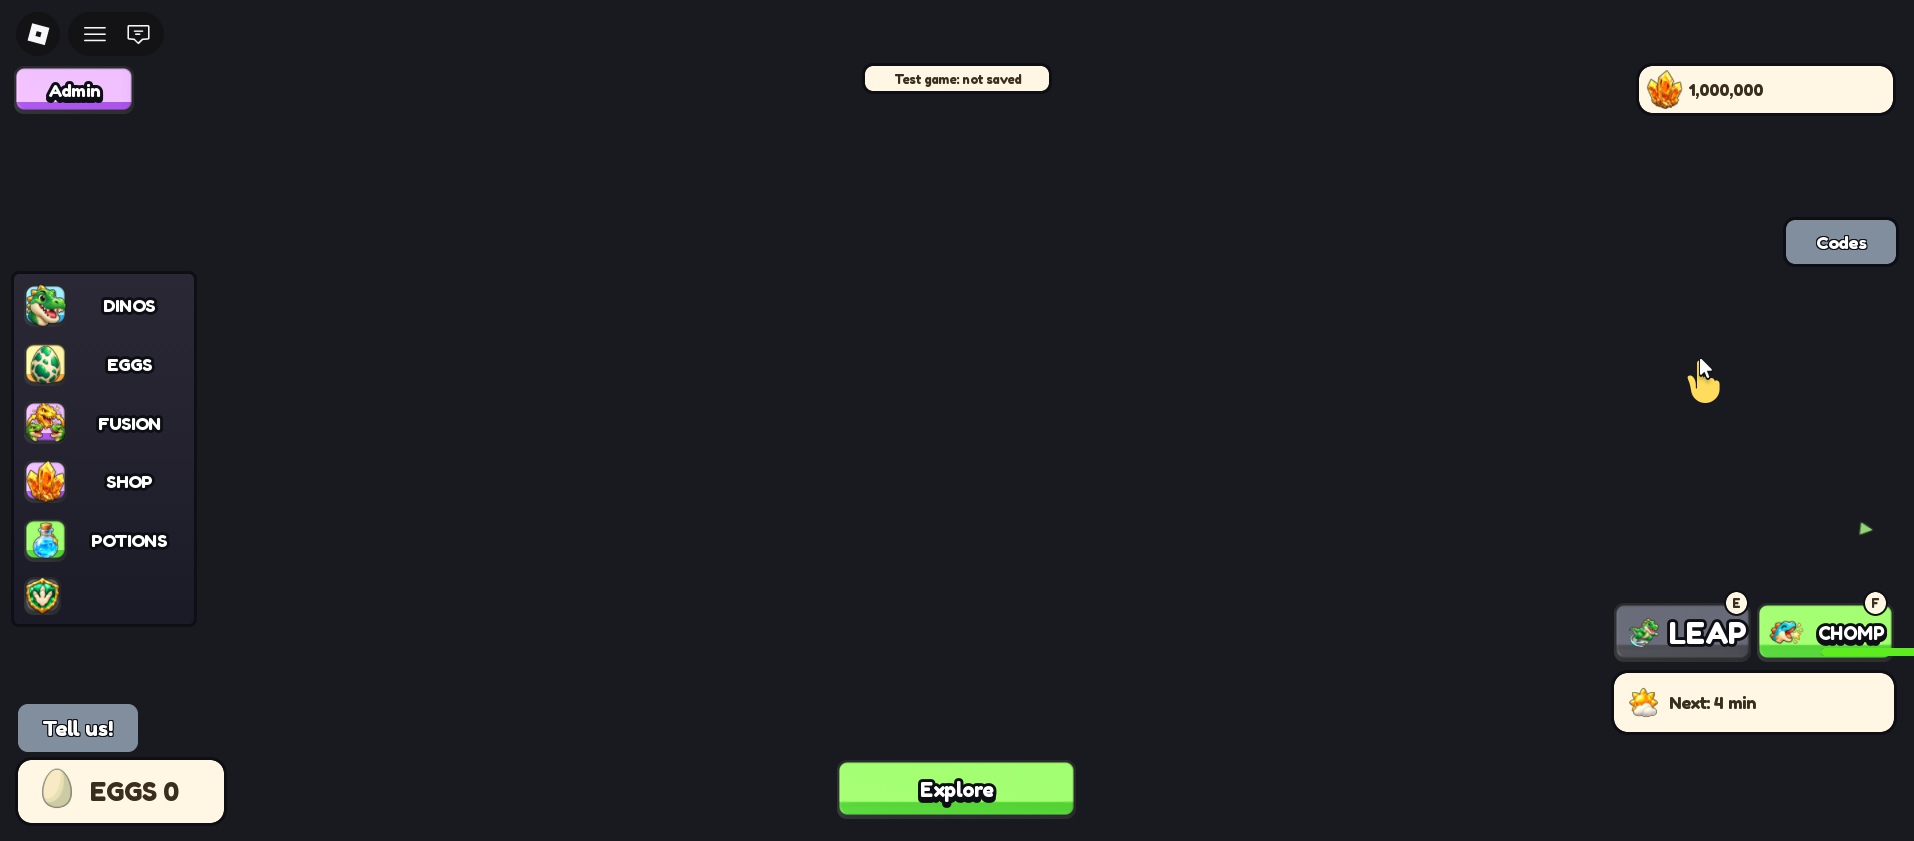 Admin
Test game: not saved
1,000,000
Codes
DINOS
EGGS
FUSION
SHOP
POTIONS
E
F
LEAP
CHOMP
Next: 4 min
Tell us!
EGGS 0
Explore